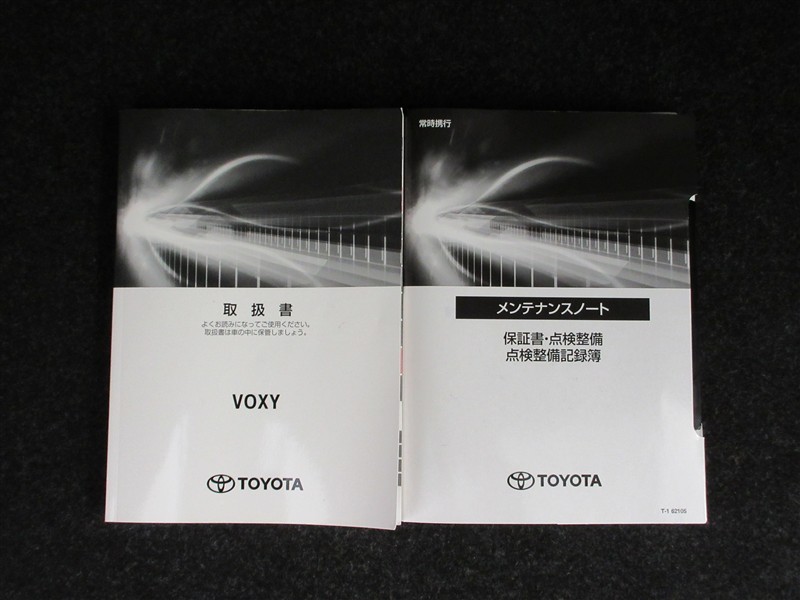 取扱書
よくお読みになってご使用ください。
取扱書は車の中に保管しましょう。
VOXY
TOYOTA
常時携行
メンテナンスノート
保証書・点検整備
点検整備記録簿
TOYOTA
T-1 62105